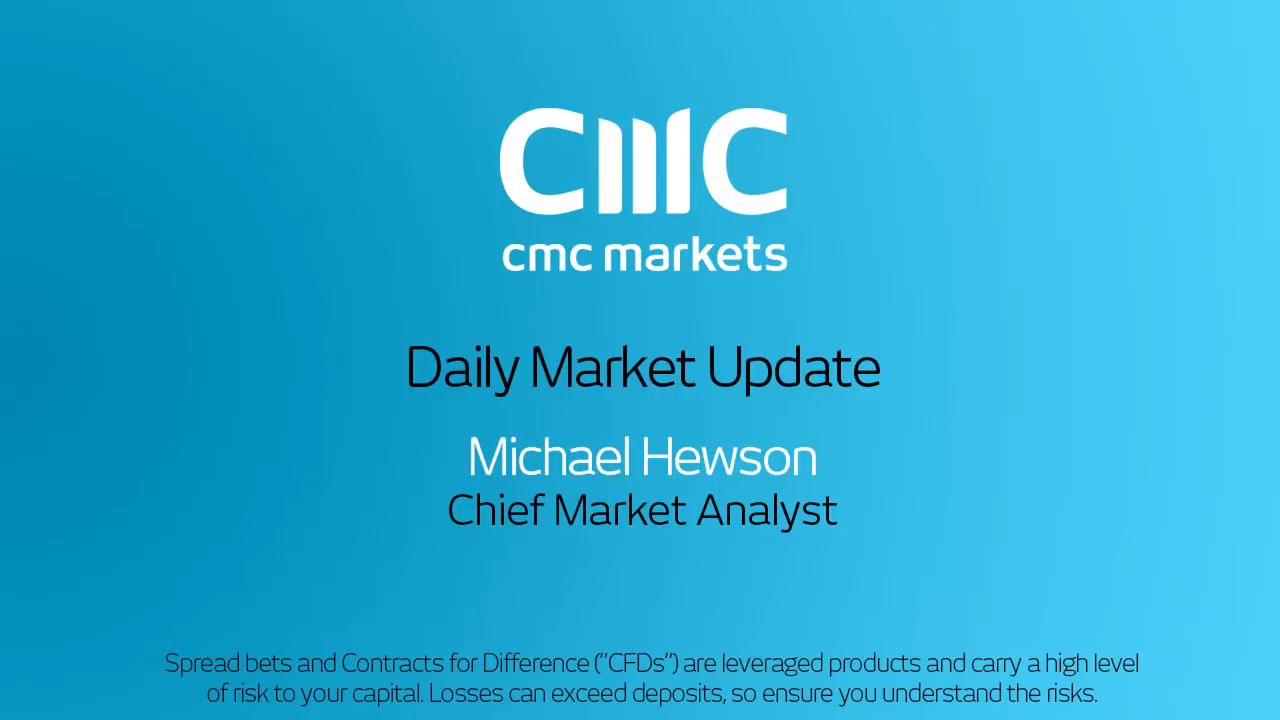 CMC
cmc markets
Daily Market Update
Michael Hewson
Chief Market Analyst
Spread bets and Contracts for Difference (“CFDs”) are leveraged products and carry a high level
of risk to your capital. Losses can exceed deposits, so ensure you understand the risks.